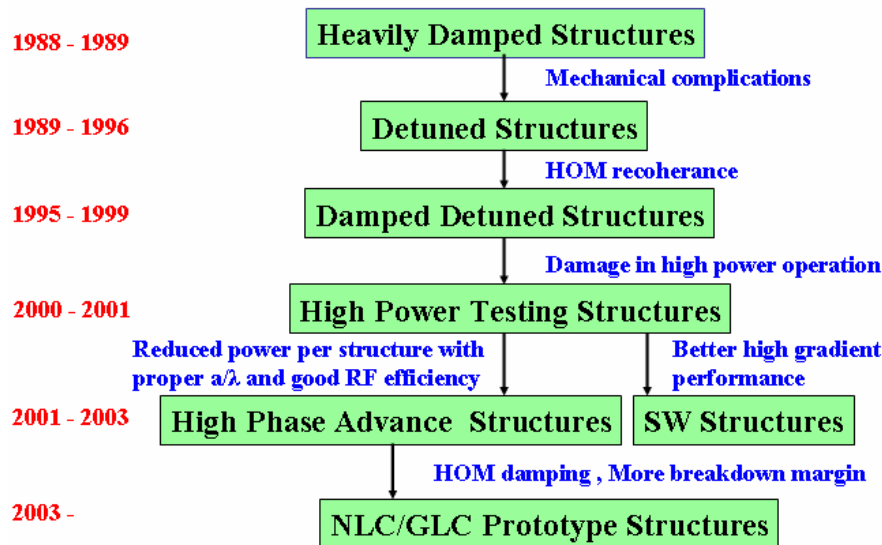 1988 - 1989
Heavily Damped Structures
Mechanical complications
1989 - 1996
Detuned Structures
HOM recoherance
1995 - 1999
Damped Detuned Structures
Damage in high power operation
2000 - 2001
High Power Testing Structures
Reduced power per structure with
proper a/λ and good RF efficiency
Better high gradient
performance
2001 - 2003
High Phase Advance Structures
SW Structures
HOM damping , More breakdown margin
2003 -
NLC/GLC Prototype Structures